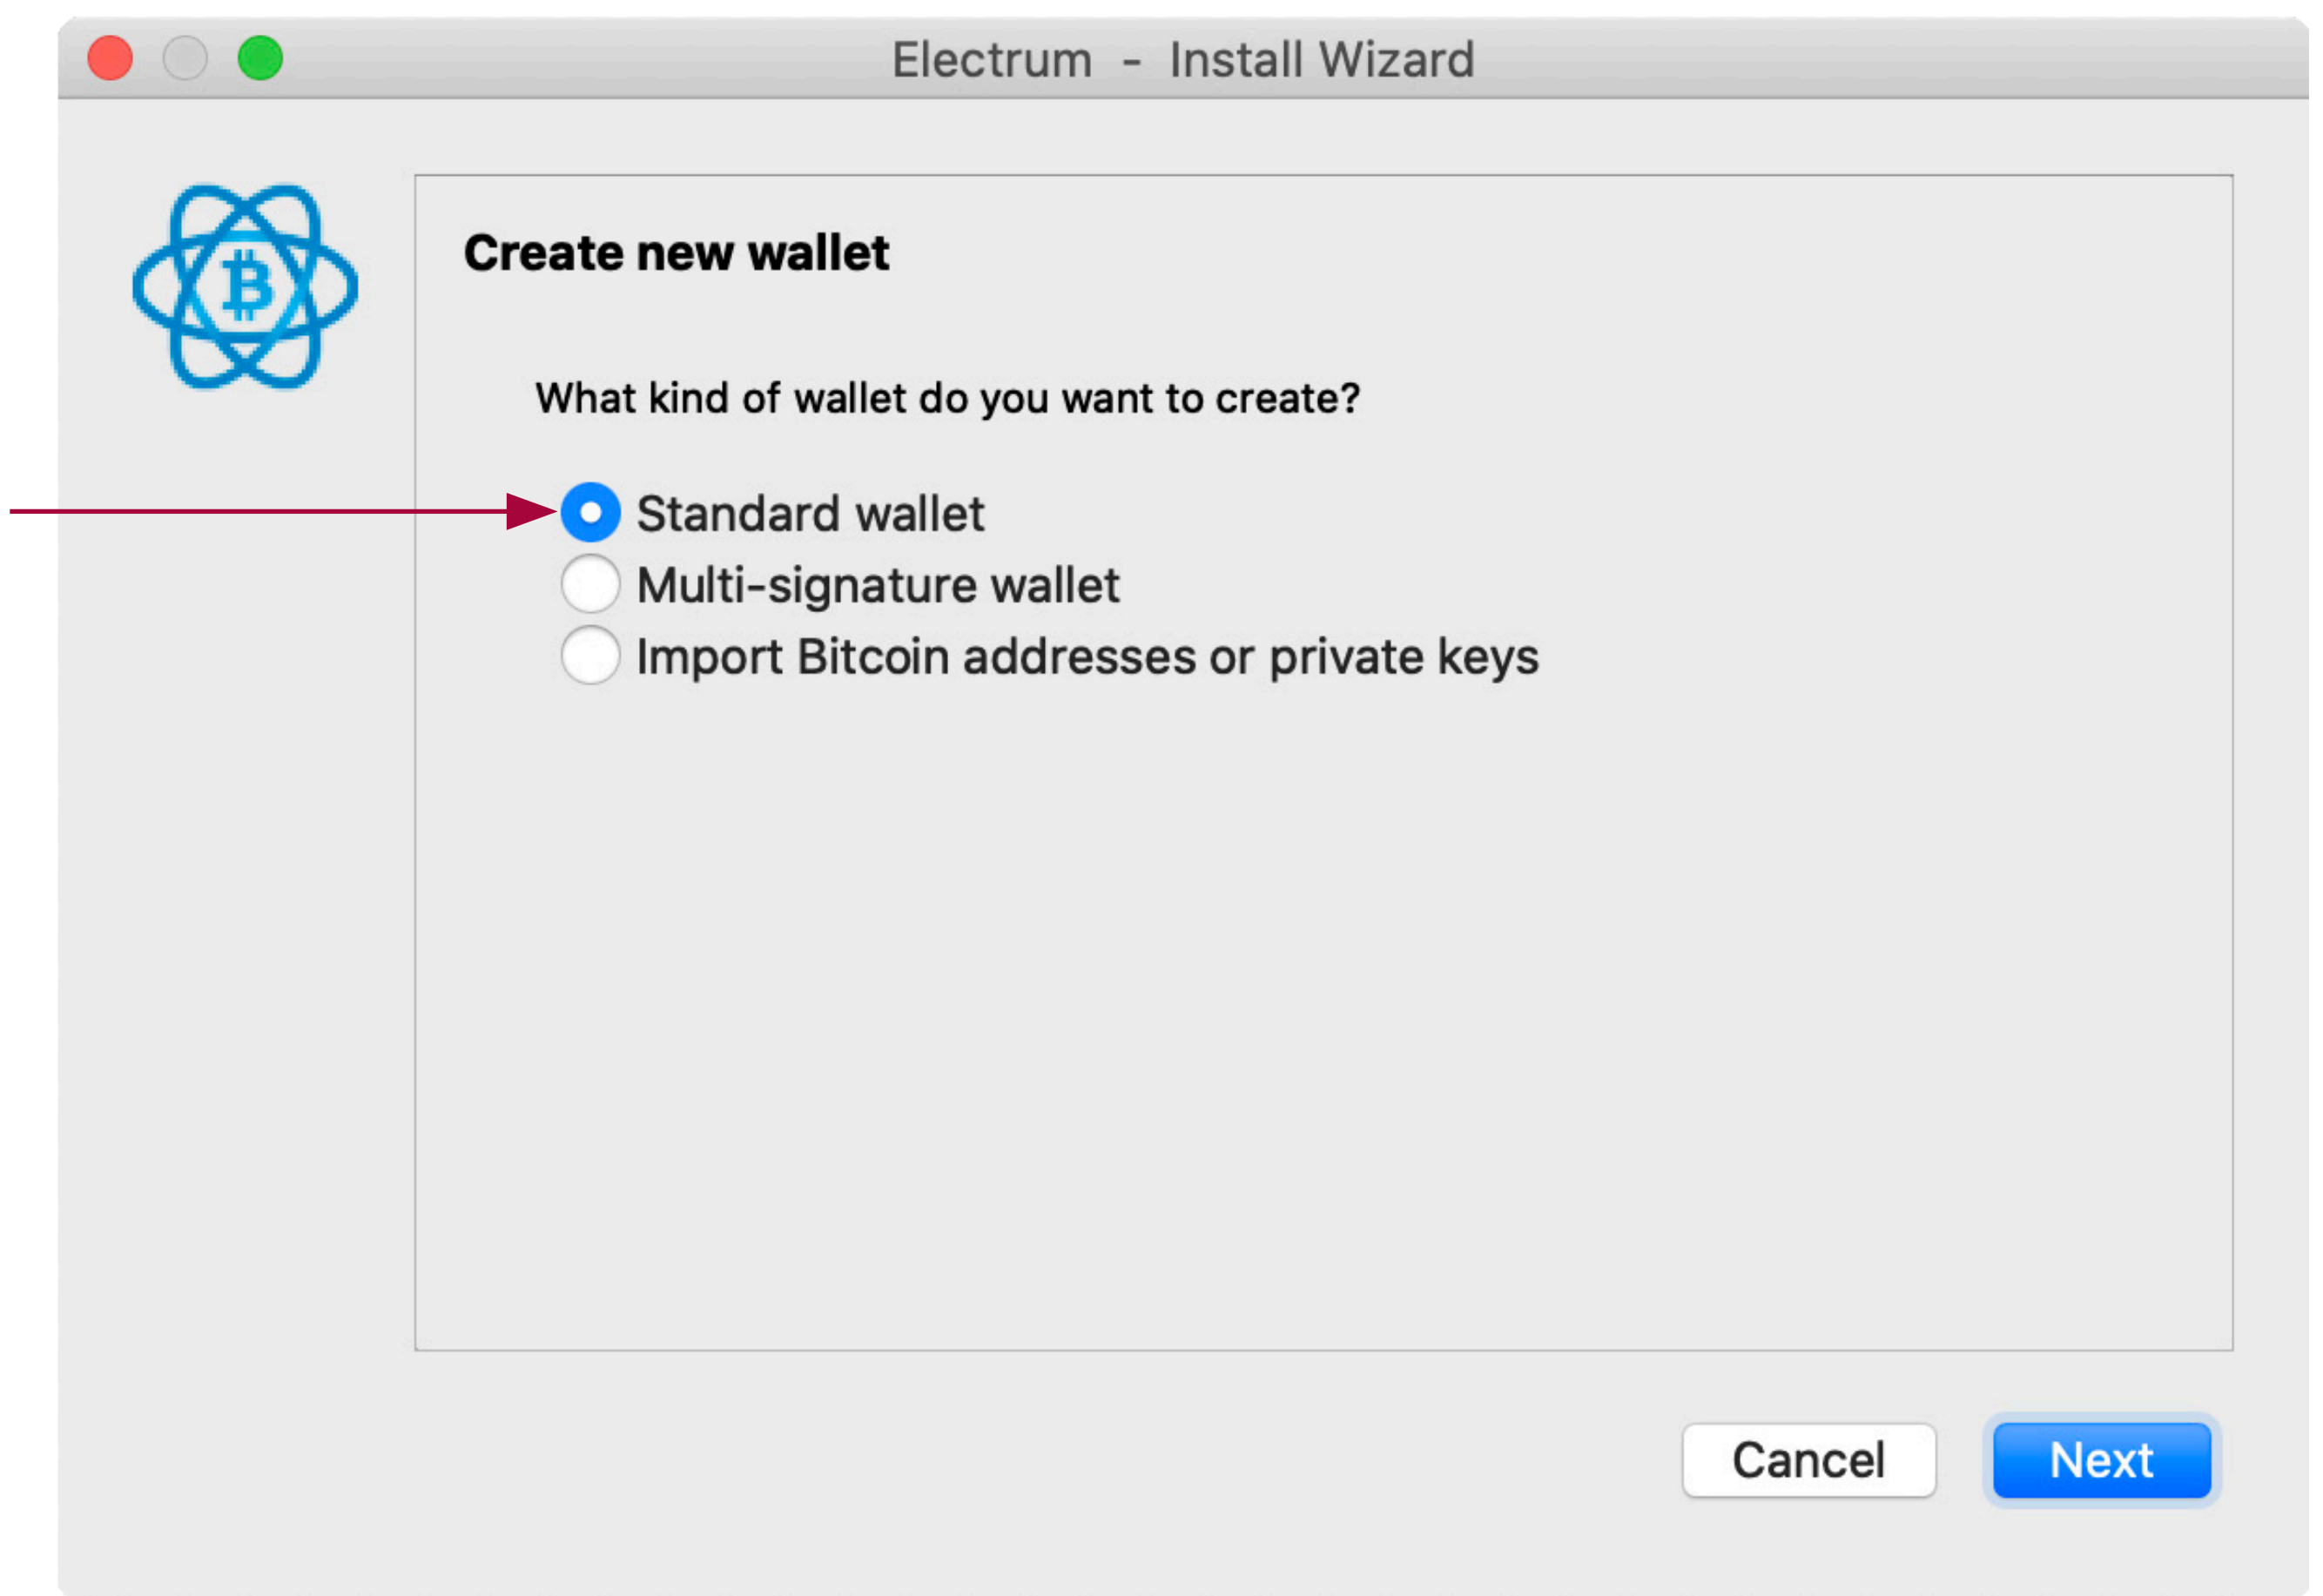 Electrum - Install Wizard
Create new wallet
What kind of wallet do you want to create?
Standard wallet
Multi-signature wallet
Import Bitcoin addresses or private keys
Cancel
Next